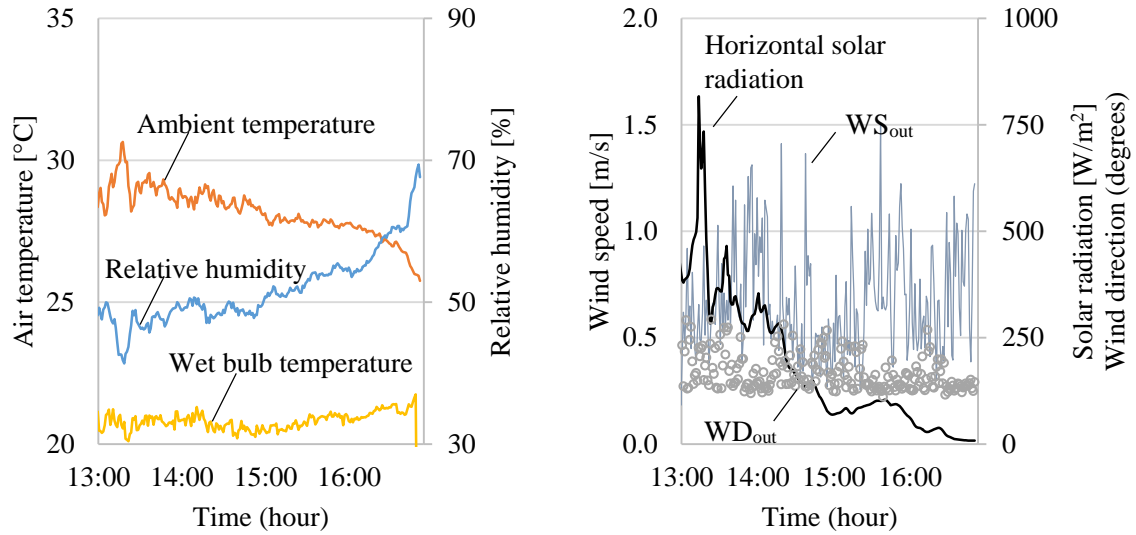 35
30
25
20
Air temperature [°C]
90
70
50
30
Relative humidity [%]
Ambient temperature
Relative humidity
Wet bulb temperature
13:00 14:00 15:00 16:00
Time (hour)
2.0
1.5
1.0
0.5
0.0
Wind speed [m/s]
1000
750
500
250
0
Solar radiation [W/m²]
Wind direction (degrees)
Horizontal solar
radiation
WSout
WDout
13:00 14:00 15:00 16:00
Time (hour)